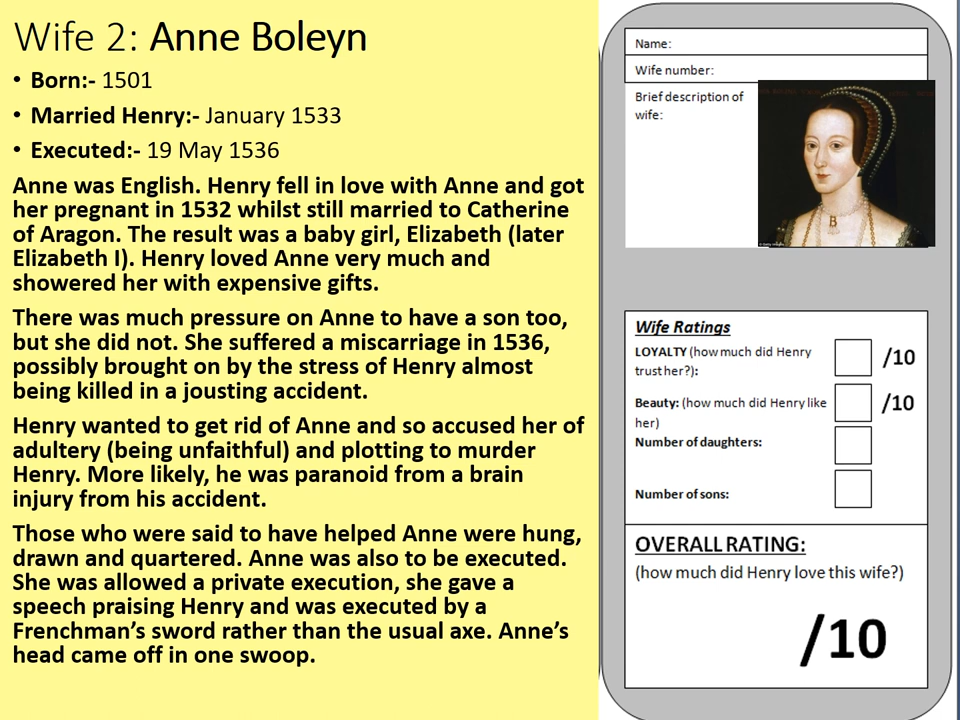 Wife 2: Anne Boleyn
• Born:- 1501
• Married Henry:- January 1533
• Executed:- 19 May 1536
Anne was English. Henry fell in love with Anne and got
her pregnant in 1532 whilst still married to Catherine
of Aragon. The result was a baby girl, Elizabeth (later
Elizabeth I). Henry loved Anne very much and
showered her with expensive gifts.
There was much pressure on Anne to have a son too,
but she did not. She suffered a miscarriage in 1536,
possibly brought on by the stress of Henry almost
being killed in a jousting accident.
Henry wanted to get rid of Anne and so accused her of
adultery (being unfaithful) and plotting to murder
Henry. More likely, he was paranoid from a brain
injury from his accident.
Those who were said to have helped Anne were hung,
drawn and quartered. Anne was also to be executed.
She was allowed a private execution, she gave a
speech praising Henry and was executed by a
Frenchman’s sword rather than the usual axe. Anne’s
head came off in one swoop.
Name:
Wife number:
Brief description of
wife:
B
Wife Ratings
LOYALTY (how much did Henry
trust her?):
/10
Beauty: (how much did Henry like
her)
/10
Number of daughters:
Number of sons:
OVERALL RATING:
(how much did Henry love this wife?)
/10